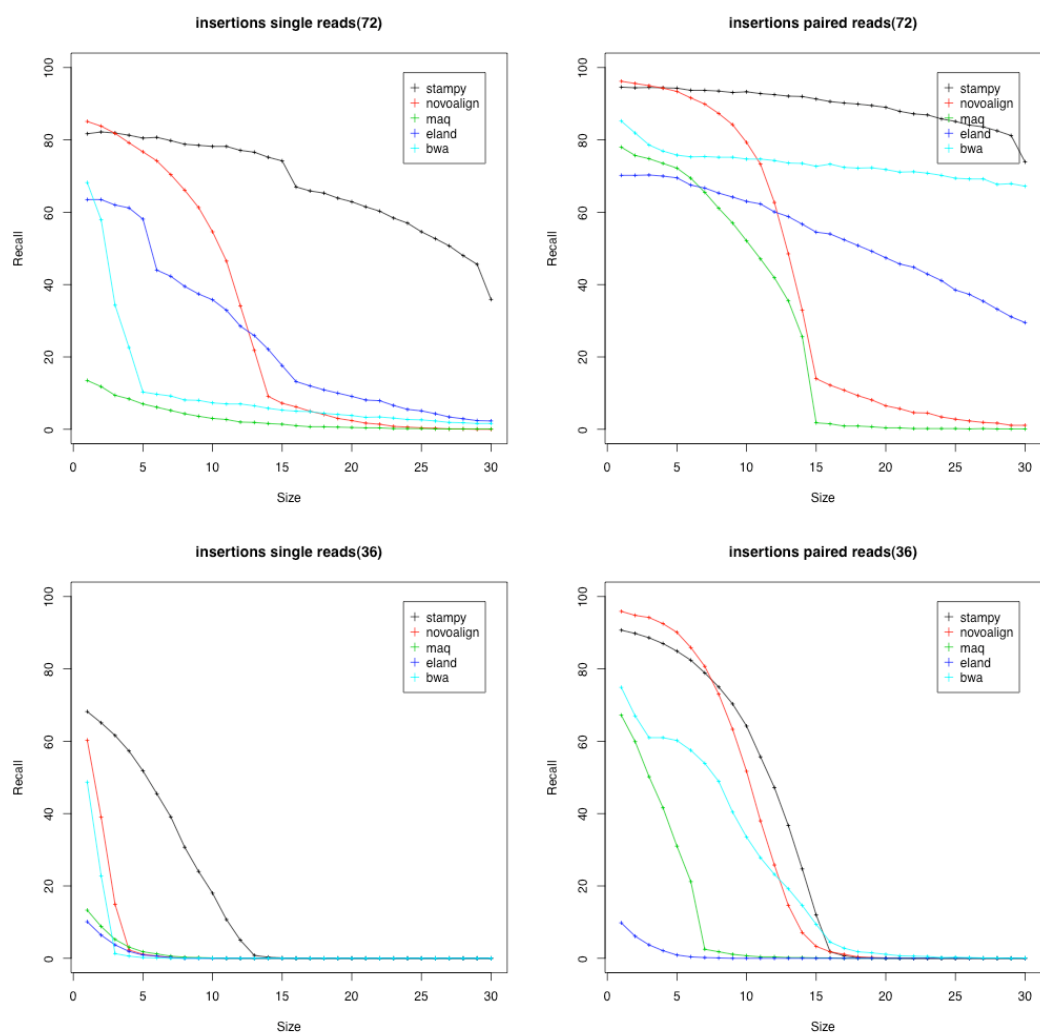 insertions single reads(72)
Recall
100
80
60
40
20
0
stampy
novoalign
maq
eland
bwa
0 5 10 15 20 25 30
Size
insertions paired reads(72)
Recall
100
80
60
40
20
0
stampy
novoalign
maq
eland
bwa
0 5 10 15 20 25 30
Size
insertions single reads(36)
Recall
100
80
60
40
20
0
stampy
novoalign
maq
eland
bwa
0 5 10 15 20 25 30
Size
insertions paired reads(36)
Recall
100
80
60
40
20
0
stampy
novoalign
maq
eland
bwa
0 5 10 15 20 25 30
Size